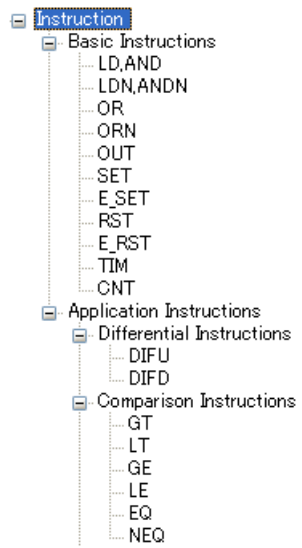 Instruction
Basic Instructions
LD,AND
LDN,ANDN
OR
ORN
OUT
SET
E_SET
RST
E_RST
TIM
CNT
Application Instructions
Differential Instructions
DIFU
DIFD
Comparison Instructions
GT
LT
GE
LE
EQ
NEQ